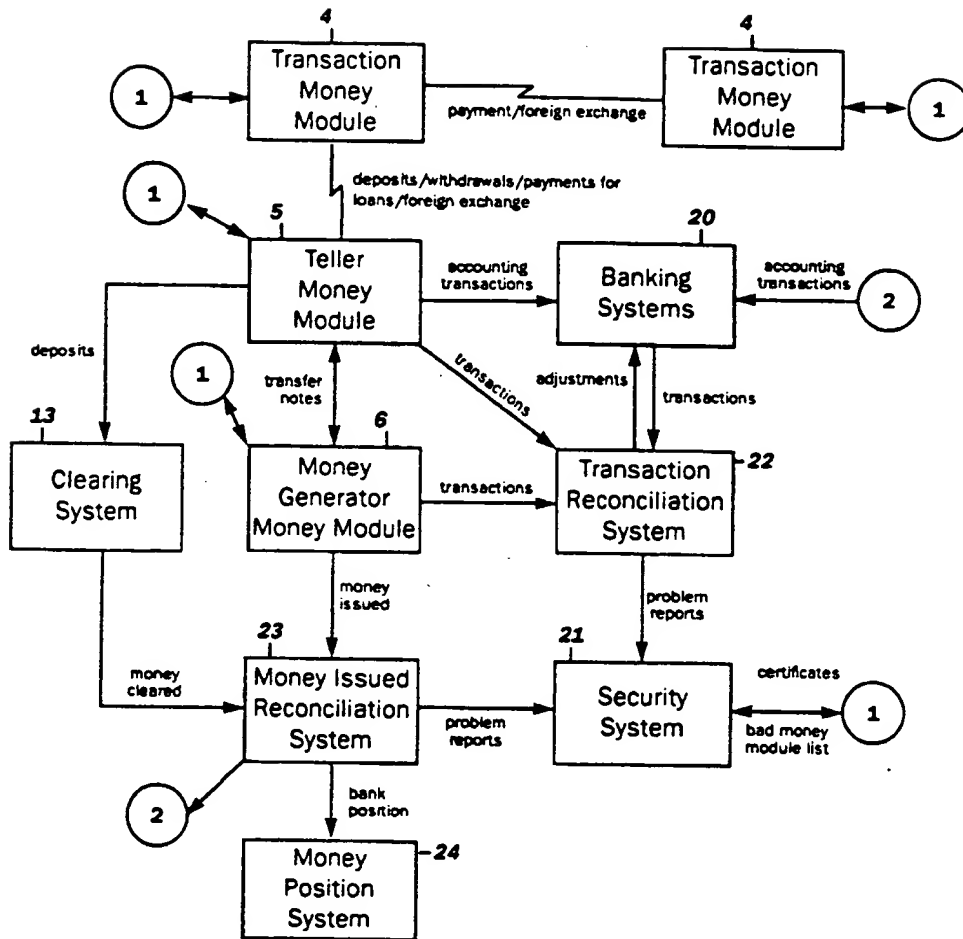 4
4
Transaction
Money
Module
Transaction
Money
Module
1
1
payment/foreign exchange
deposits/withdrawals/payments for
loans/foreign exchange
1
5
20
Teller
Money
Module
accounting
transactions
Banking
Systems
accounting
transactions
2
deposits
1
transfer
notes
transactions
adjustments
transactions
13
6
22
Clearing
System
Money
Generator
Money Module
transactions
Transaction
Reconciliation
System
money
issued
problem
reports
23
21
money
cleared
Money Issued
Reconciliation
System
problem
reports
Security
System
certificates
1
bad money
module list
2
bank
position
24
Money
Position
System